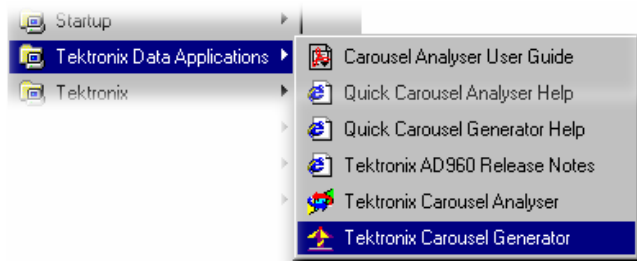 Startup
Tektronix Data Applications
Tektronix
Carousel Analyser User Guide
Quick Carousel Analyser Help
Quick Carousel Generator Help
Tektronix AD960 Release Notes
Tektronix Carousel Analyser
Tektronix Carousel Generator